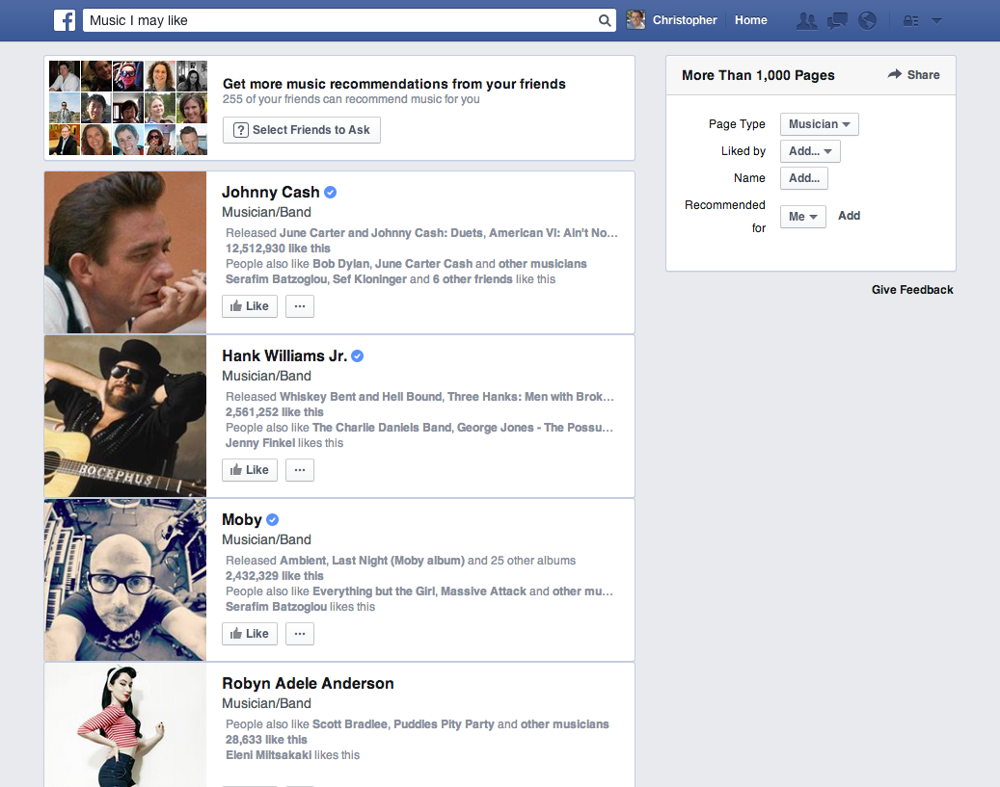 f
Music I may like
Christopher
Home
Get more music recommendations from your friends
255 of your friends can recommend music for you
? Select Friends to Ask
More Than 1,000 Pages
Share
Page Type Musician
Liked by Add...
Name Add...
Recommended for Me Add
Give Feedback
Johnny Cash
Musician/Band
Released June Carter and Johnny Cash: Duets, American VI: Ain't No...
12,512,930 like this
People also like Bob Dylan, June Carter Cash and other musicians
Serafim Batzoglou, Sef Kloninger and 6 other friends like this
Like ...
Hank Williams Jr.
Musician/Band
Released Whiskey Bent and Hell Bound, Three Hanks: Men with Brok...
2,561,252 like this
People also like The Charlie Daniels Band, George Jones - The Possu...
Jenny Finkel likes this
Like ...
BOCEPHUS
Moby
Musician/Band
Released Ambient, Last Night (Moby album) and 25 other albums
2,432,329 like this
People also like Everything but the Girl, Massive Attack and other mu...
Serafim Batzoglou likes this
Like ...
Robyn Adele Anderson
Musician/Band
People also like Scott Bradlee, Puddles Pity Party and other musicians
28,633 like this
Eleni Miltsakaki likes this